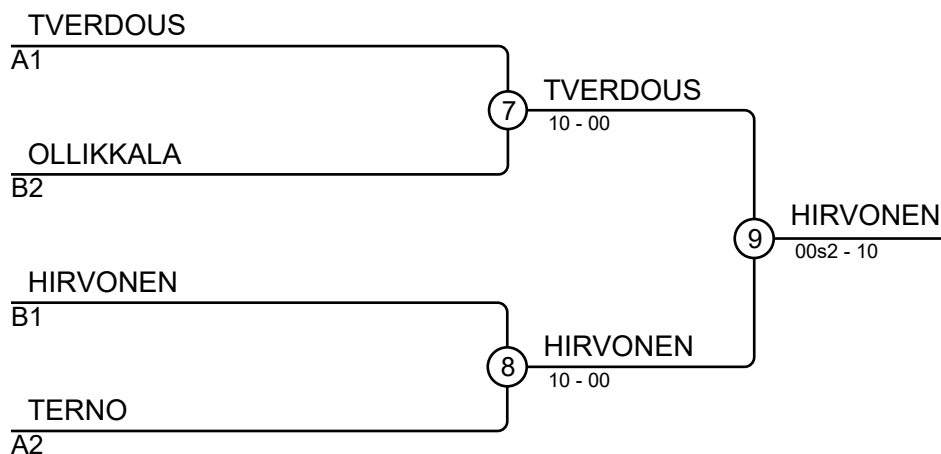 TVERDOUS
A1
7
TVERDOUS
10 - 00
OLLIKKALA
B2
9
HIRVONEN
00s2 - 10
HIRVONEN
B1
8
HIRVONEN
10 - 00
TERNO
A2